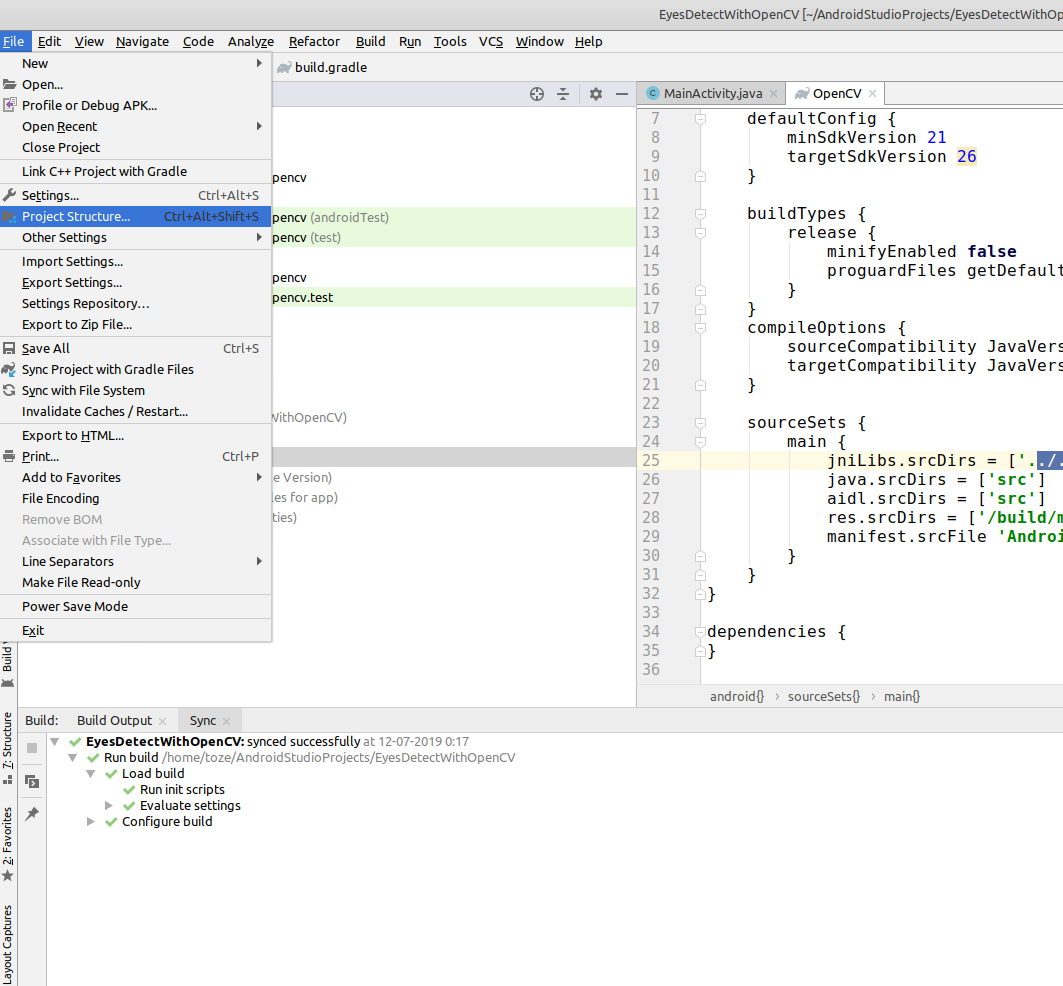 EyesDetectWithOpenCV [~/AndroidStudioProjects/EyesDetectWithOp
File Edit View Navigate Code Analyze Refactor Build Run Tools VCS Window Help
build.gradle
New
Open...
Profile or Debug APK...
Open Recent
Close Project
Link C++ Project with Gradle
Settings... Ctrl+Alt+S
Project Structure... Ctrl+Alt+Shift+S
Other Settings
Import Settings...
Export Settings...
Settings Repository...
Export to Zip File...
Save All Ctrl+S
Sync Project with Gradle Files
Sync with File System
Invalidate Caches / Restart...
Export to HTML...
Print... Ctrl+P
Add to Favorites
File Encoding
Remove BOM
Associate with File Type...
Line Separators
Make File Read-only
Power Save Mode
Exit
pencv
pencv (androidTest)
pencv (test)
pencv
pencv.test
WithOpenCV)
e Version)
les for app)
ties)
MainActivity.java OpenCV
7 defaultConfig {
8 minSdkVersion 21
9 targetSdkVersion 26
10 }
11
12 buildTypes {
13 release {
14 minifyEnabled false
15 proguardFiles getDefault
16 }
17 }
18 compileOptions {
19 sourceCompatibility JavaVers
20 targetCompatibility JavaVers
21 }
22
23 sourceSets {
24 main {
25 jniLibs.srcDirs = ['../.
26 java.srcDirs = ['src']
27 aidl.srcDirs = ['src']
28 res.srcDirs = ['/build/m
29 manifest.srcFile 'Androi
30 }
31 }
32 }
33
34 dependencies {
35 }
36
android{} › sourceSets{} › main{}
Build: Build Output Sync
EyesDetectWithOpenCV: synced successfully at 12-07-2019 0:17
Run build /home/toze/AndroidStudioProjects/EyesDetectWithOpenCV
Load build
Run init scripts
Evaluate settings
Configure build
Build
7: Structure
2: Favorites
Layout Captures